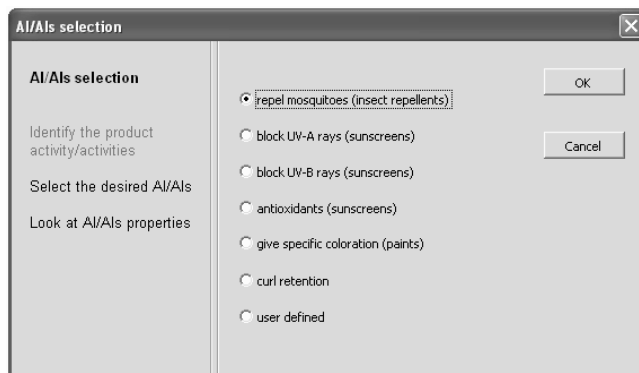 AI/AIs selection
AI/AIs selection
Identify the product
activity/activities
Select the desired AI/AIs
Look at AI/AIs properties
repel mosquitoes (insect repellents)
block UV-A rays (sunscreens)
block UV-B rays (sunscreens)
antioxidants (sunscreens)
give specific coloration (paints)
curl retention
user defined
OK
Cancel